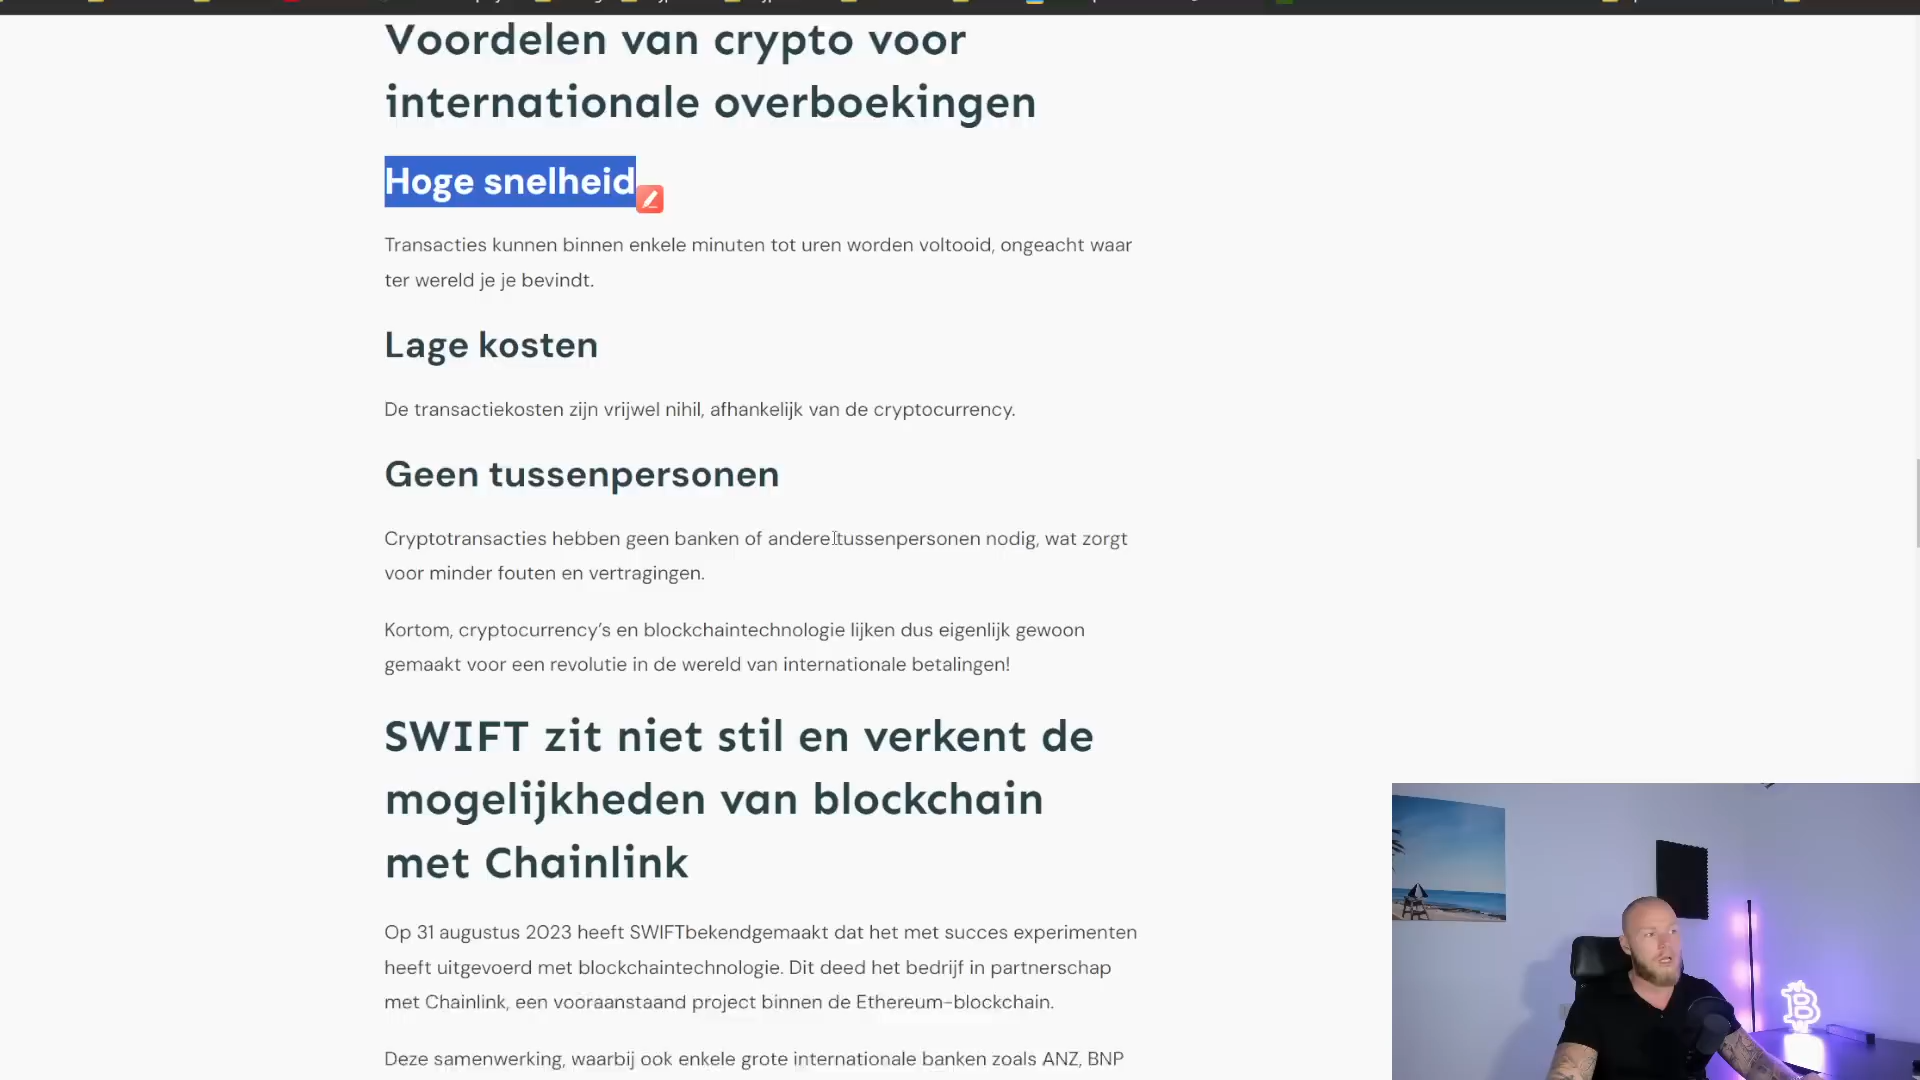 Voordelen van crypto voor
internationale overboekingen
Hoge snelheid
Transacties kunnen binnen enkele minuten tot uren worden voltooid, ongeacht waar
ter wereld je je bevindt.
Lage kosten
De transactiekosten zijn vrijwel nihil, afhankelijk van de cryptocurrency.
Geen tussenpersonen
Cryptotransacties hebben geen banken of andere tussenpersonen nodig, wat zorgt
voor minder fouten en vertragingen.
Kortom, cryptocurrency’s en blockchaintechnologie lijken dus eigenlijk gewoon
gemaakt voor een revolutie in de wereld van internationale betalingen!
SWIFT zit niet stil en verkent de
mogelijkheden van blockchain
met Chainlink
Op 31 augustus 2023 heeft SWIFTbekendgemaakt dat het met succes experimenten
heeft uitgevoerd met blockchaintechnologie. Dit deed het bedrijf in partnerschap
met Chainlink, een vooraanstaand project binnen de Ethereum-blockchain.
Deze samenwerking, waarbij ook enkele grote internationale banken zoals ANZ, BNP